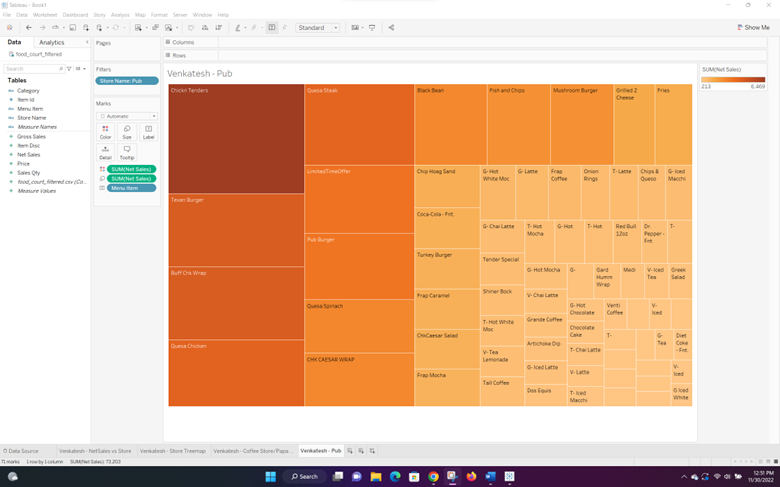 Tableau - Book1
File Data Worksheet Dashboard Story Analysis Map Format Server Window Help
Standard
Show Me
Data Analytics
food_court_filtered
Search
Tables
Category
Item Id
Menu Item
Store Name
Measure Names
Gross Sales
Item Disc
Net Sales
Price
Sales Qty
food_court_filtered.csv (Co...
Measure Values
Pages
Filters
Store Name: Pub
Marks
Automatic
Color Size Label
Detail Tooltip
SUM(Net Sales)
SUM(Net Sales)
Menu Item
Columns
Rows
Venkatesh - Pub
Chickn Tenders
Texan Burger
Buff Chk Wrap
Quesa Chicken
Quesa Steak
LimitedTimeOffer
Pub Burger
Quesa Spinach
CHK CAESAR WRAP
Black Bean
Chip Hoag Sand
Coca-Cola - Fnt.
Turkey Burger
Frap Caramel
ChkCaesar Salad
Frap Mocha
Fish and Chips
Mushroom Burger
Grilled 2
Cheese
Fries
G- Hot
White Moc
G- Latte
Frap
Coffee
Onion
Rings
T- Latte
Chips &
Queso
G- Iced
Macchi
G- Chai Latte
T- Hot
Mocha
G- Hot
T- Hot
Red Bull
12oz
Dr.
Pepper -
Fnt
T-
Tender Special
Shiner Bock
T- Hot White
Moc
V- Tea
Lemonade
Tall Coffee
G- Hot Mocha
V- Chai Latte
Grande Coffee
Artichoke Dip
G- Iced Latte
Dos Equis
G-
Gard
Humm
Wrap
Medi
V- Iced
Tea
Greek
Salad
G- Hot
Chocolate
Venti
Coffee
V-
Iced
Chocolate
Cake
T- Chai Latte
V- Latte
T- Iced
Macchi
T-
G-
Tea
Diet
Coke
- Fnt.
V-
Iced
G Iced
White
SUM(Net Sales)
213 6,469
Data Source Venkatesh - NetSales vs Store Venkatesh - Store Treemap Venkatesh - Coffee Store/Papa... Venkatesh - Pub
71 marks 1 row by 1 column SUM(Net Sales): 73,203
Search
12:51 PM
11/30/2022